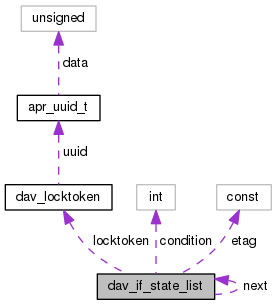 unsigned
data
apr_uuid_t
uuid
dav_locktoken
int
const
locktoken
condition
etag
dav_if_state_list
next